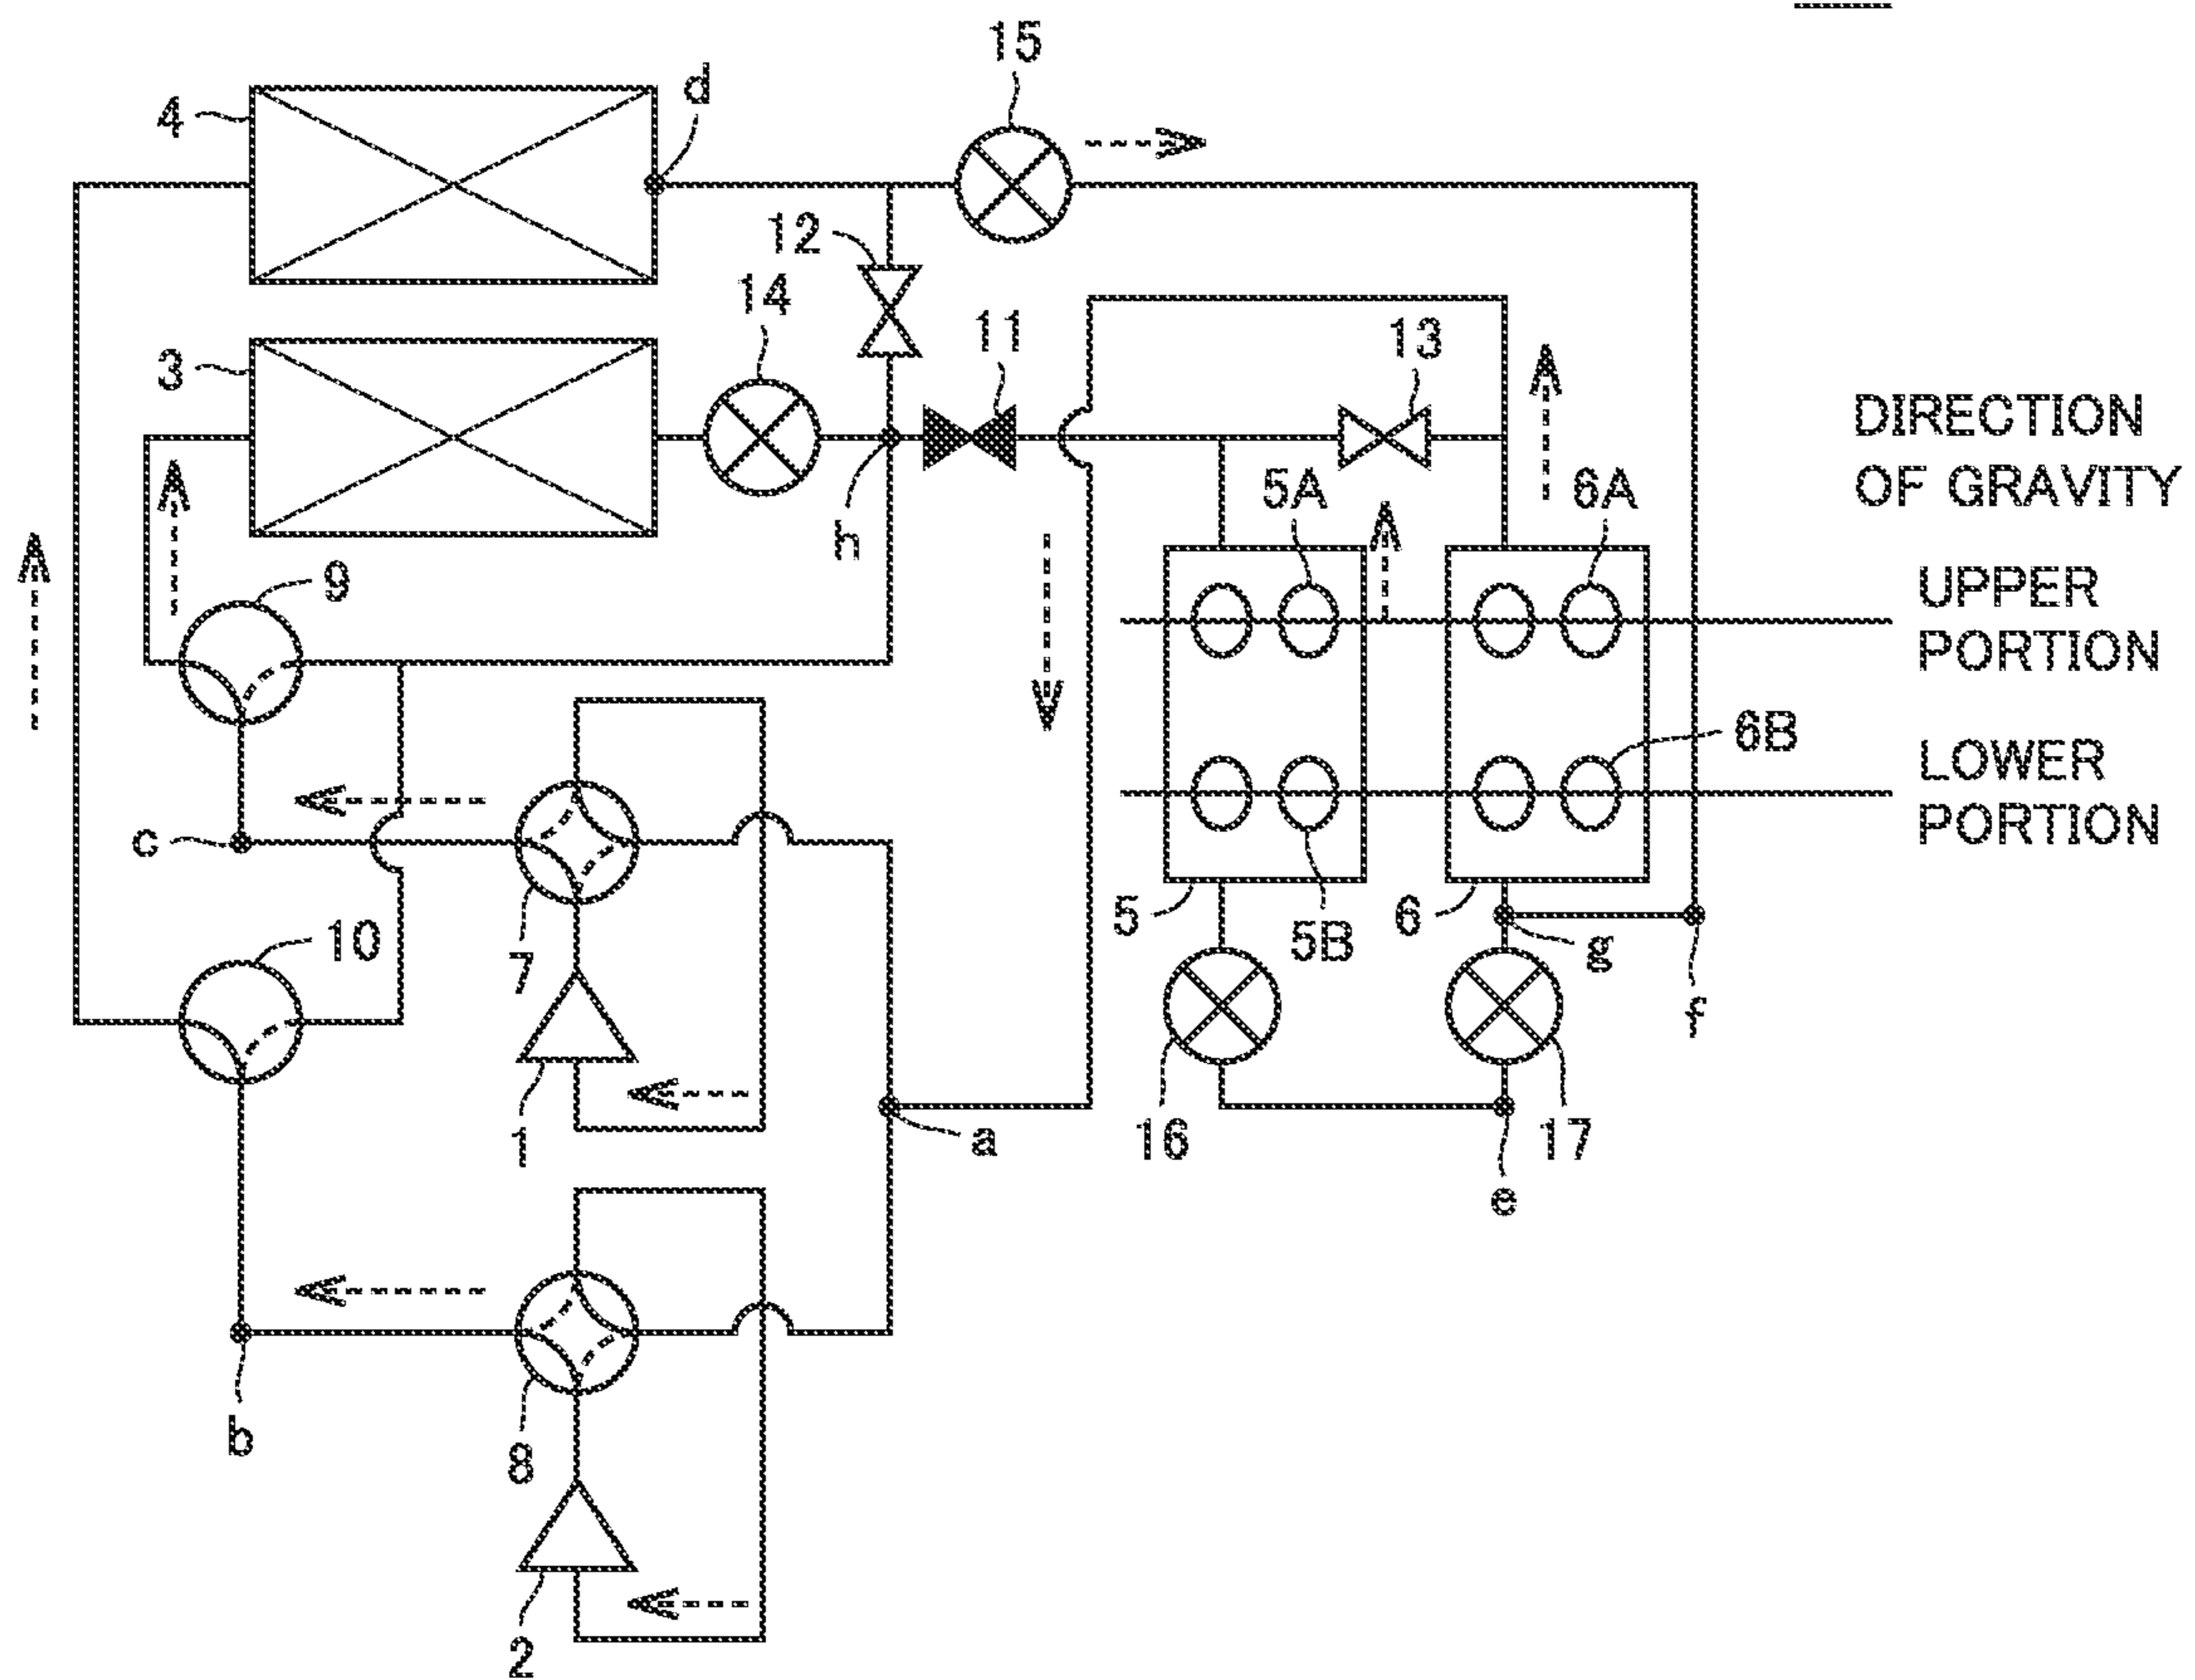 15
d
4
12
14
11
13
3
DIRECTION
OF GRAVITY
5A
6A
h
9
UPPER
PORTION
6B
LOWER
PORTION
c
5
6
10
7
5B
g
f
1
a
16
17
e
b
8
2